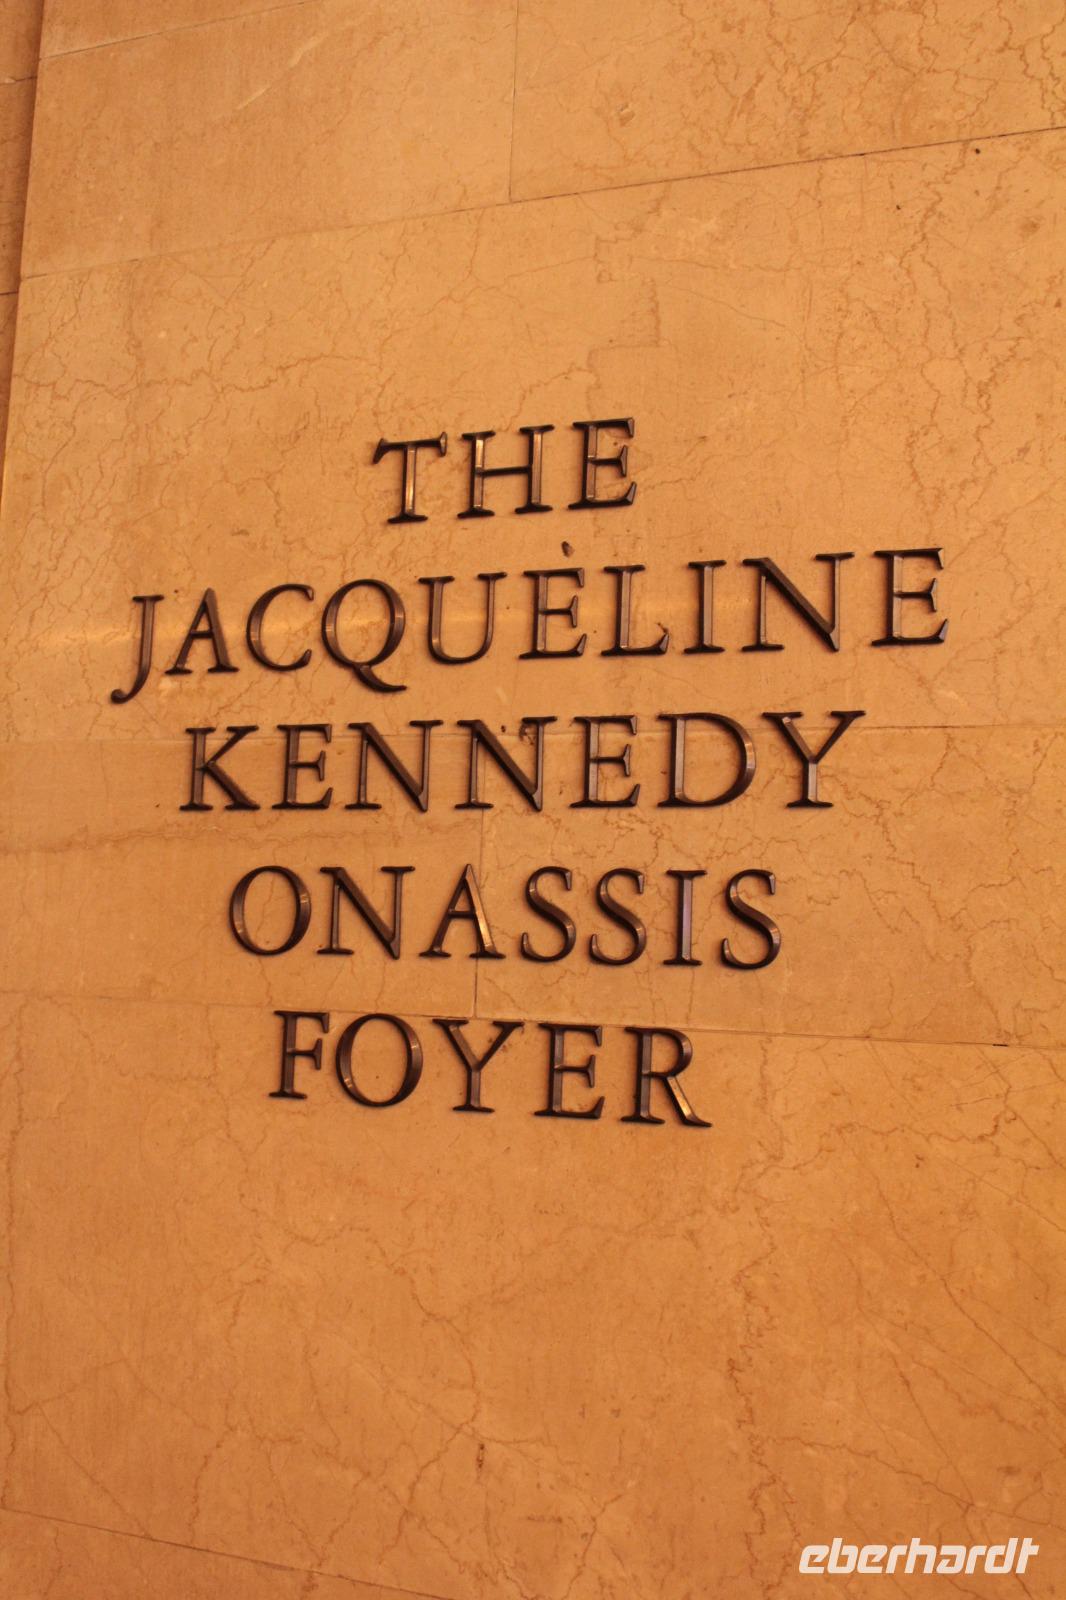 THE
JACQUELINE
KENNEDY
ONASSIS
FOYER
eberhardt